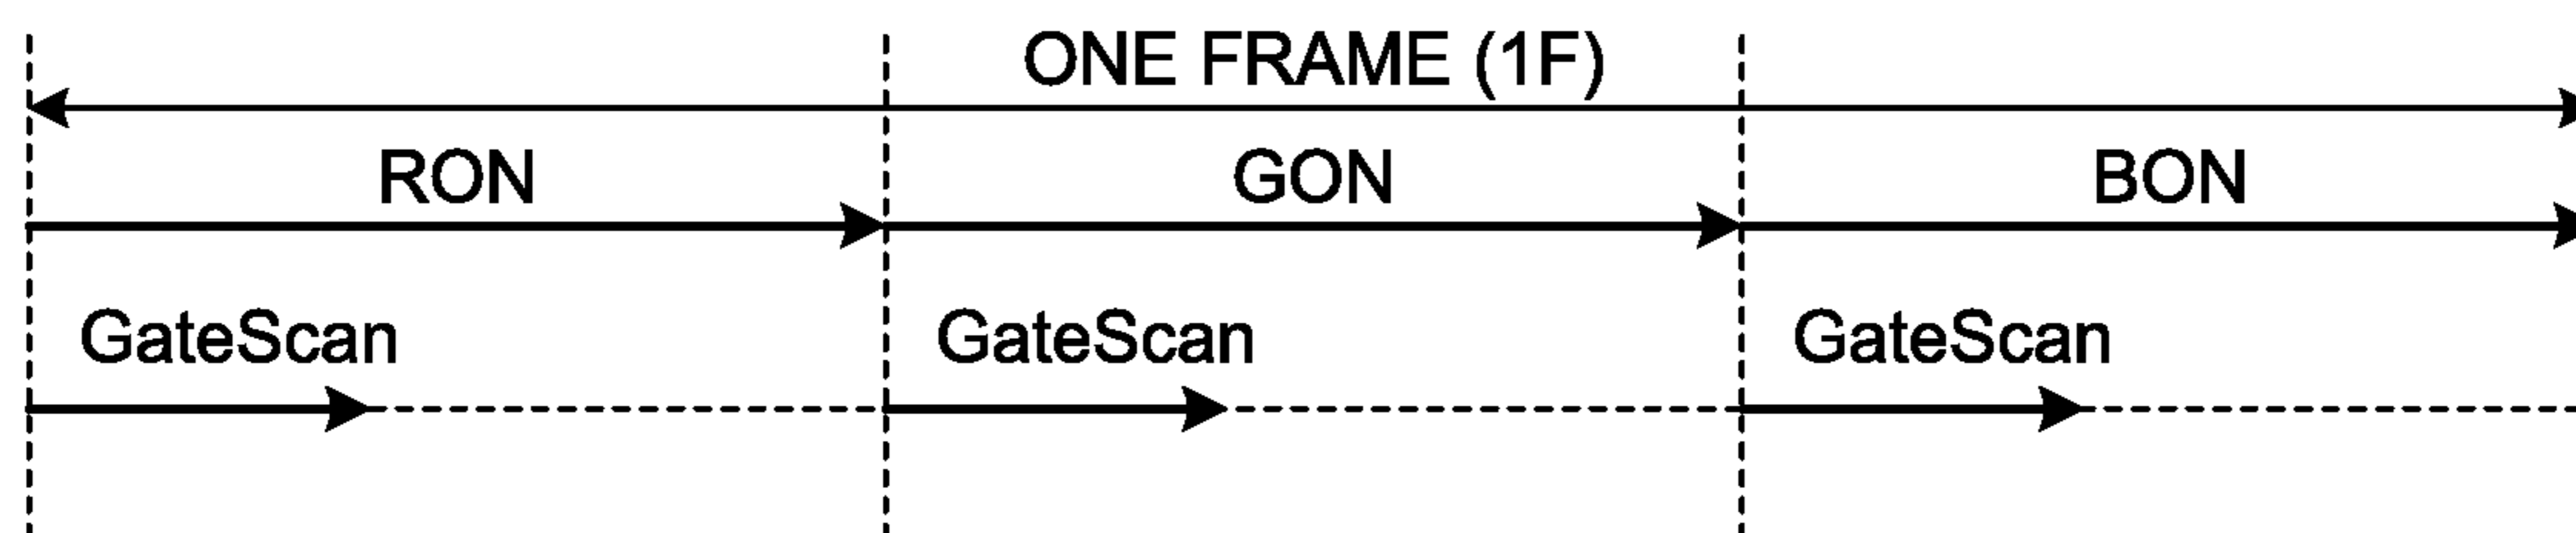 ONE FRAME (1F)
RON GON BON
GateScan GateScan GateScan